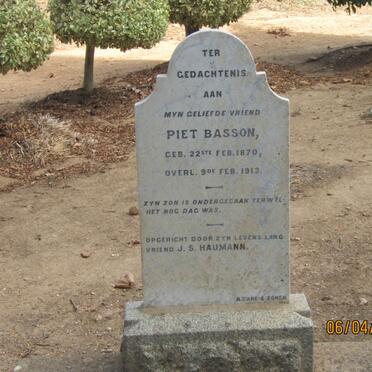 TER
GEDACHTENIS
AAN
MYN GELIEFDE VRIEND
PIET BASSON,
GEB. 22STE FEB. 1870,
OVERL. 9DE FEB. 1913.
ZYN ZON IS ONDERGEGAAN TERWYL
HET NOG DAG WAS.
OPGERICHT DOOR ZYN LEVENS LANG
VRIEND J. S. HAUMANN.
& ZONEN
06/04